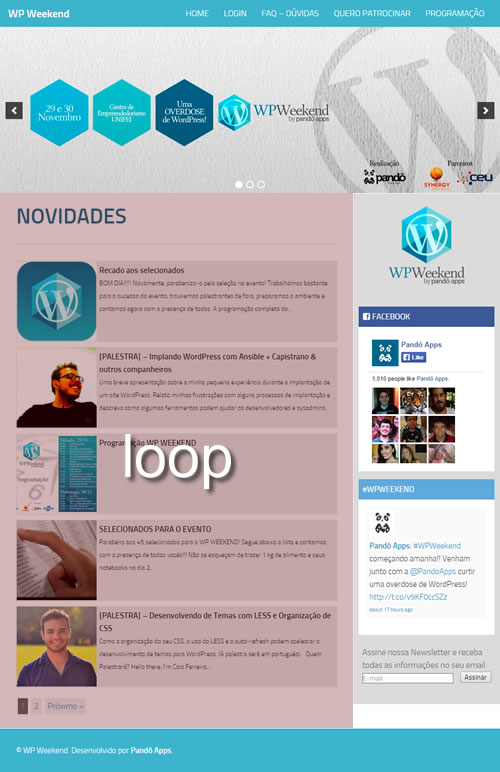 WP Weekend
HOME LOGIN FAQ – DÚVIDAS QUERO PATROCINAR PROGRAMAÇÃO
29 e 30
Novembro
Centro de
Empreendedorismo
UNIFEI
Uma
OVERDOSE
de WordPress!
WPWeekend
by pandô apps
Realização
pandô
Parceiros
SYNERGY
ceu
NOVIDADES
Recado aos selecionados
BOM DIA!!!!! Novamente, parabenizo-o pela seleção no evento! Trabalhamos bastante
para o sucesso do evento, trouxemos palestrantes de fora, preparamos o ambiente e
contamos agora com a presença de todos. A programação completa do...
[PALESTRA] – Implando WordPress com Ansible + Capistrano &
outros companheiros
Uma breve apresentação sobre a minha pequena experiência durante a implantação de
um site WordPress. Relato minhas frustrações com alguns processos de implantação e
descrevo como algumas ferramentas podem ajudar os desenvolvedores e sysadmins...
Programação WP WEEKEND
loop
SELECIONADOS PARA O EVENTO
Parabéns aos 45 selecionados para o WP WEEKEND! Segue abaixo a lista e contamos
com a presença de todos vocês!!! Não se esqueçam de trazer 1 kg de alimento e seus
notebooks no dia 2...
[PALESTRA] – Desenvolvendo de Temas com LESS e Organização de
CSS
Como a organização do seu CSS, o uso do LESS e o auto-refresh podem acelerar o
desenvolvimento de temas para WordPress. (A palestra será em português). Quem
Palestrará? Hello there, I'm Caio Ferreira,...
1 2 Próximo »
WPWeekend
by pandô apps
FACEBOOK
Pandô Apps
Like
1,010 people like Pandô Apps.
#WPWEEKEND
Pandô Apps: #WPWeekend
começando amanhã!! Venham
junto com a @PandoApps curtir
uma overdose de WordPress!
about 17 hours ago
Assine nossa Newsletter e receba
todas as informações no seu email.
E-mail
Assinar
© WP Weekend. Desenvolvido por Pandô Apps.